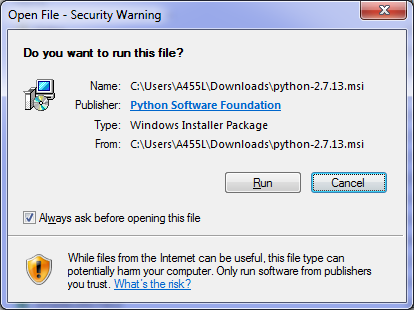 Open File - Security Warning
Do you want to run this file?
Name: C:\Users\A455L\Downloads\python-2.7.13.msi
Publisher: Python Software Foundation
Type: Windows Installer Package
From: C:\Users\A455L\Downloads\python-2.7.13.msi
Run Cancel
Always ask before opening this file
While files from the Internet can be useful, this file type can
potentially harm your computer. Only run software from publishers
you trust. What's the risk?